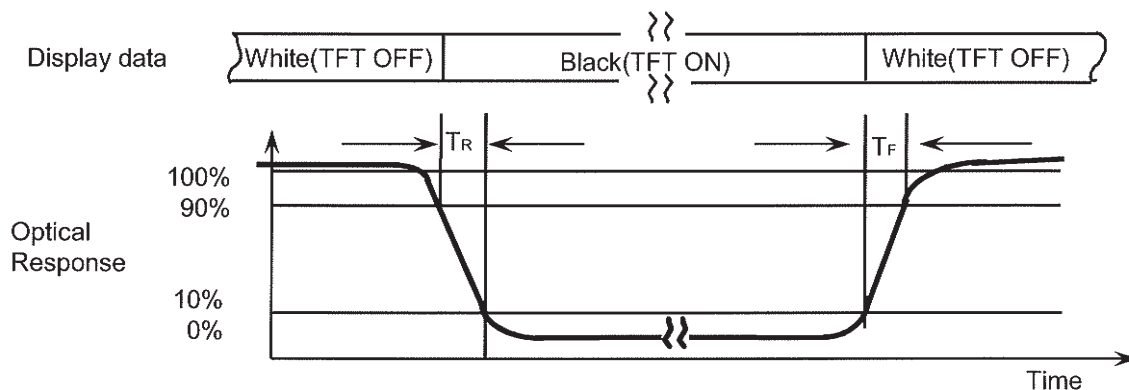 Display data
White(TFT OFF)
Black(TFT ON)
White(TFT OFF)
TR
TF
100%
90%
Optical
Response
10%
0%
Time